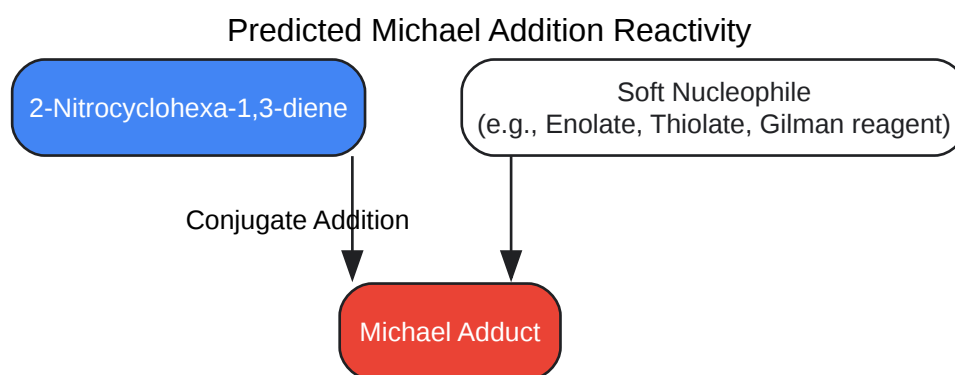 Predicted Michael Addition Reactivity
2-Nitrocyclohexa-1,3-diene
Soft Nucleophile
(e.g., Enolate, Thiolate, Gilman reagent)
Conjugate Addition
Michael Adduct